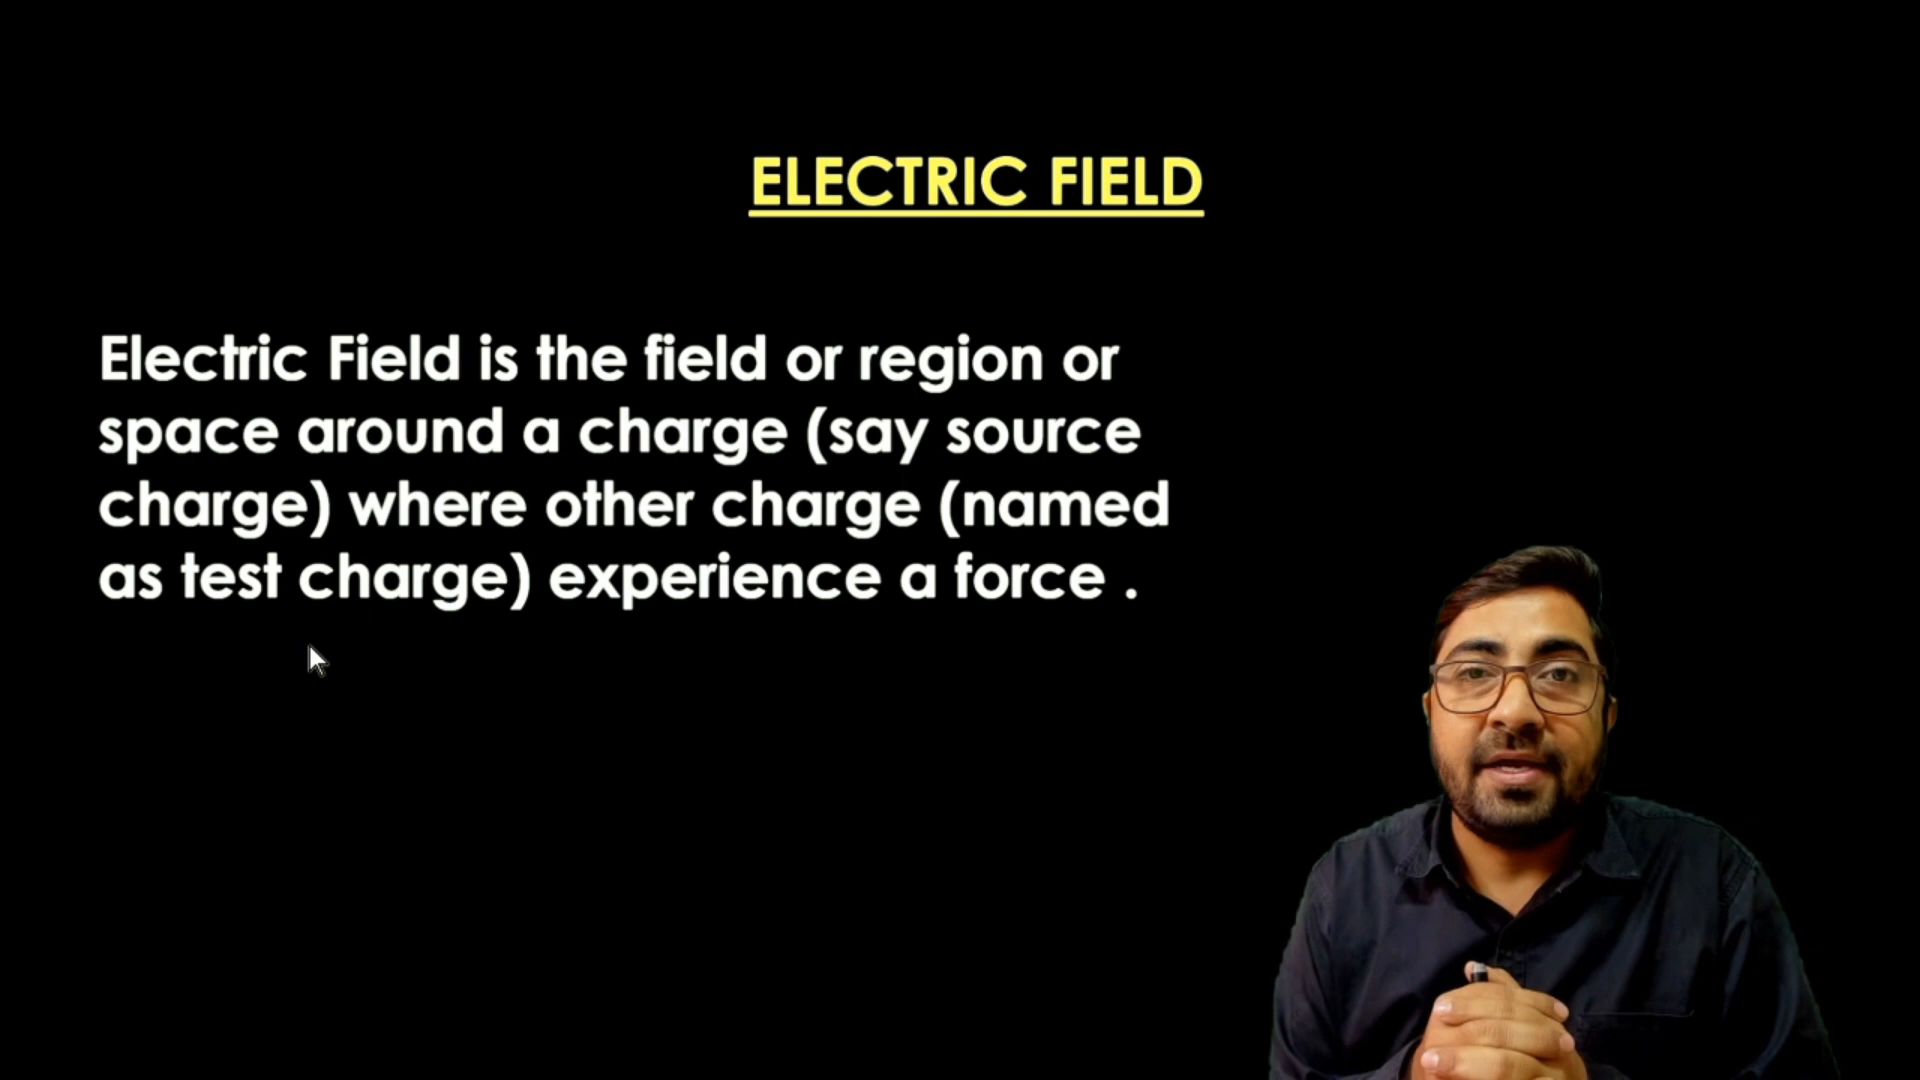 ELECTRIC FIELD
Electric Field is the field or region or
space around a charge (say source
charge) where other charge (named
as test charge) experience a force .